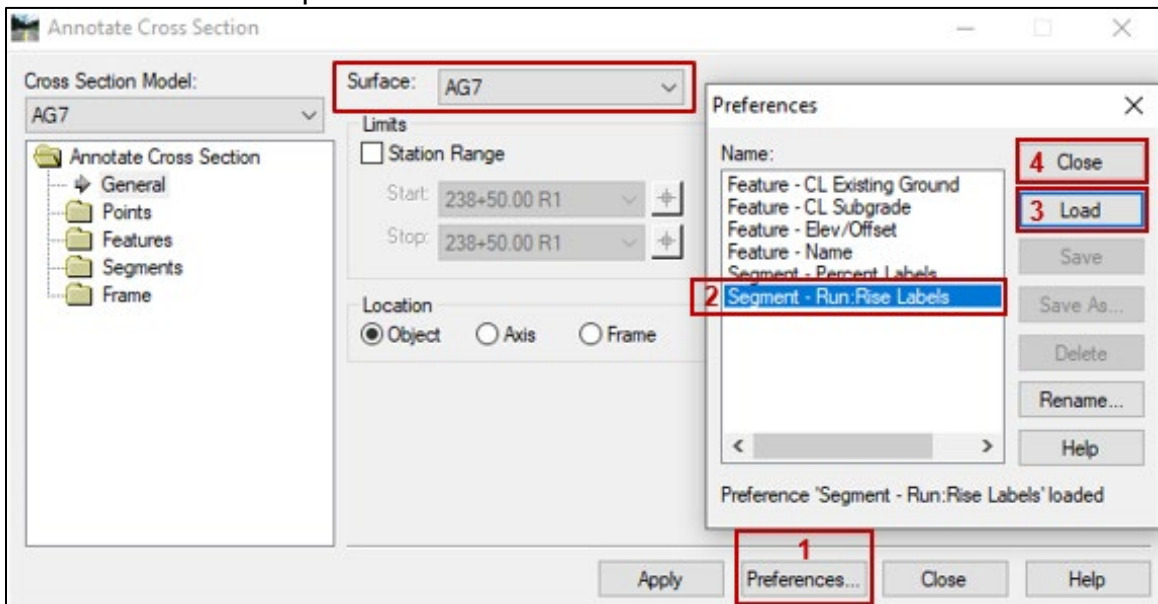 Annotate Cross Section
Cross Section Model:
AG7
Annotate Cross Section
General
Points
Features
Segments
Frame
Surface: AG7
Limits
Station Range
Start: 238+50.00 R1
Stop: 238+50.00 R1
Location
Object Axis Frame
Preferences
Name:
Feature - CL Existing Ground
Feature - CL Subgrade
Feature - Elev/Offset
Feature - Name
Segment - Percent Labels
2 Segment - Run:Rise Labels
4 Close
3 Load
Save
Save As...
Delete
Rename...
Help
Preference 'Segment - Run:Rise Labels' loaded
1
Apply Preferences... Close Help